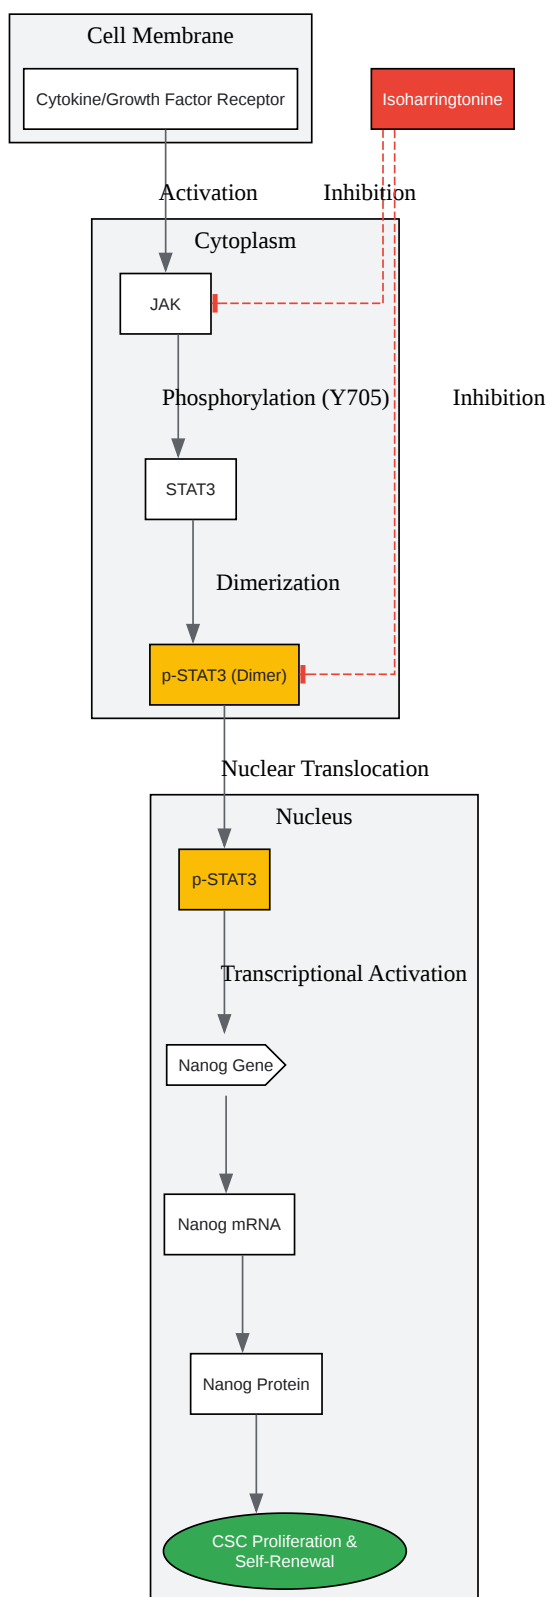 Cell Membrane
Cytokine/Growth Factor Receptor
Isoharringtonine
Activation
Inhibition
Cytoplasm
JAK
Phosphorylation (Y705)
Inhibition
STAT3
Dimerization
p-STAT3 (Dimer)
Nuclear Translocation
Nucleus
p-STAT3
Transcriptional Activation
Nanog Gene
Nanog mRNA
Nanog Protein
CSC Proliferation &
Self-Renewal